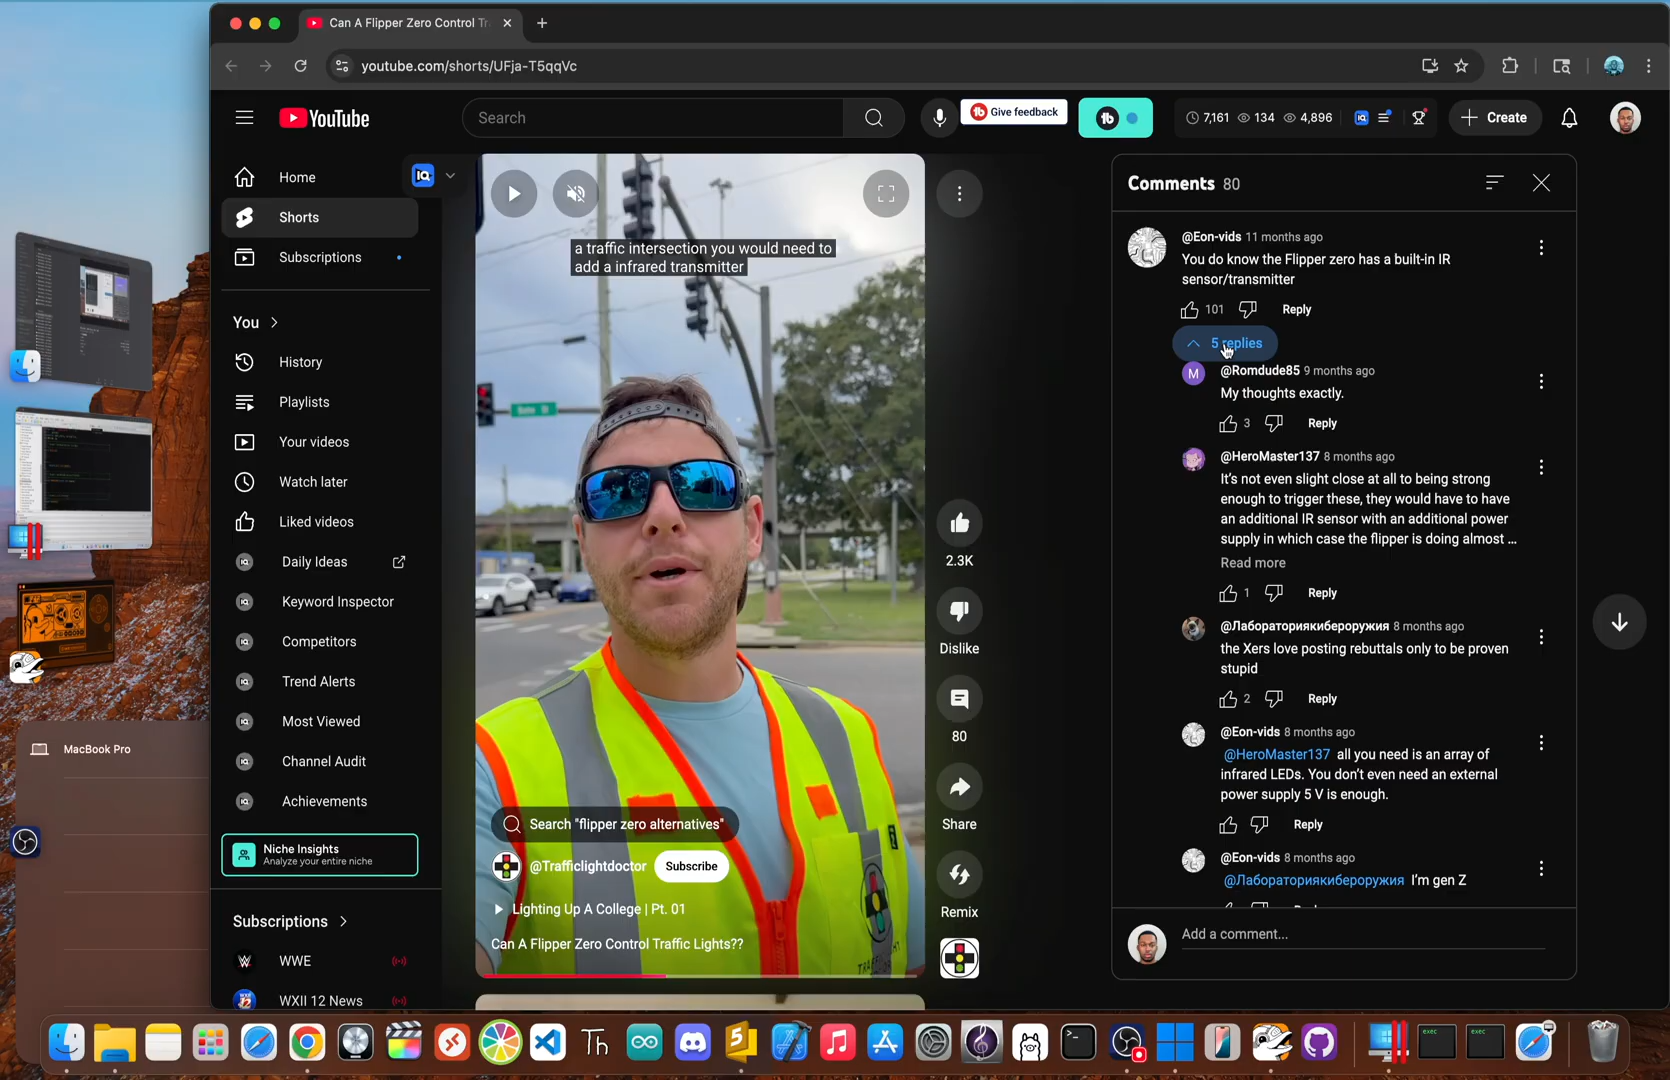 Can A Flipper Zero Control Tr
youtube.com/shorts/UFja-T5qqVc
YouTube
Search
Give feedback
7,161
134
4,896
Create
Home
IQ
Shorts
Subscriptions
You
History
Playlists
Your videos
Watch later
Liked videos
Daily Ideas
Keyword Inspector
Competitors
Trend Alerts
Most Viewed
Channel Audit
Achievements
Niche Insights
Analyze your entire niche
Subscriptions
WWE
WXII 12 News
MacBook Pro
a traffic intersection you would need to
add a infrared transmitter
Search "flipper zero alternatives"
@Trafficlightdoctor
Subscribe
Lighting Up A College | Pt. 01
Can A Flipper Zero Control Traffic Lights??
2.3K
Dislike
80
Share
Remix
Comments 80
@Eon-vids 11 months ago
You do know the Flipper zero has a built-in IR
sensor/transmitter
101
Reply
5 replies
M
@Romdude85 9 months ago
My thoughts exactly.
3
Reply
@HeroMaster137 8 months ago
It's not even slight close at all to being strong
enough to trigger these, they would have to have
an additional IR sensor with an additional power
supply in which case the flipper is doing almost ...
Read more
1
Reply
@Лабораториякибероружия 8 months ago
the Xers love posting rebuttals only to be proven
stupid
2
Reply
@Eon-vids 8 months ago
@HeroMaster137 all you need is an array of
infrared LEDs. You don't even need an external
power supply 5 V is enough.
Reply
@Eon-vids 8 months ago
@Лабораториякибероружия I'm gen Z
Add a comment...
Th
exec
exec